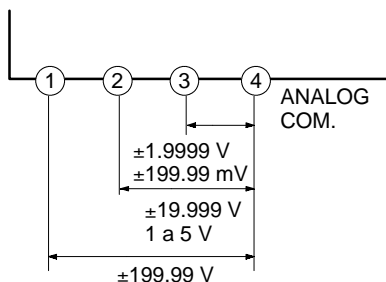 1 2 3 4
ANALOG
COM.
±1.9999 V
±199.99 mV
±19.999 V
1 a 5 V
±199.99 V